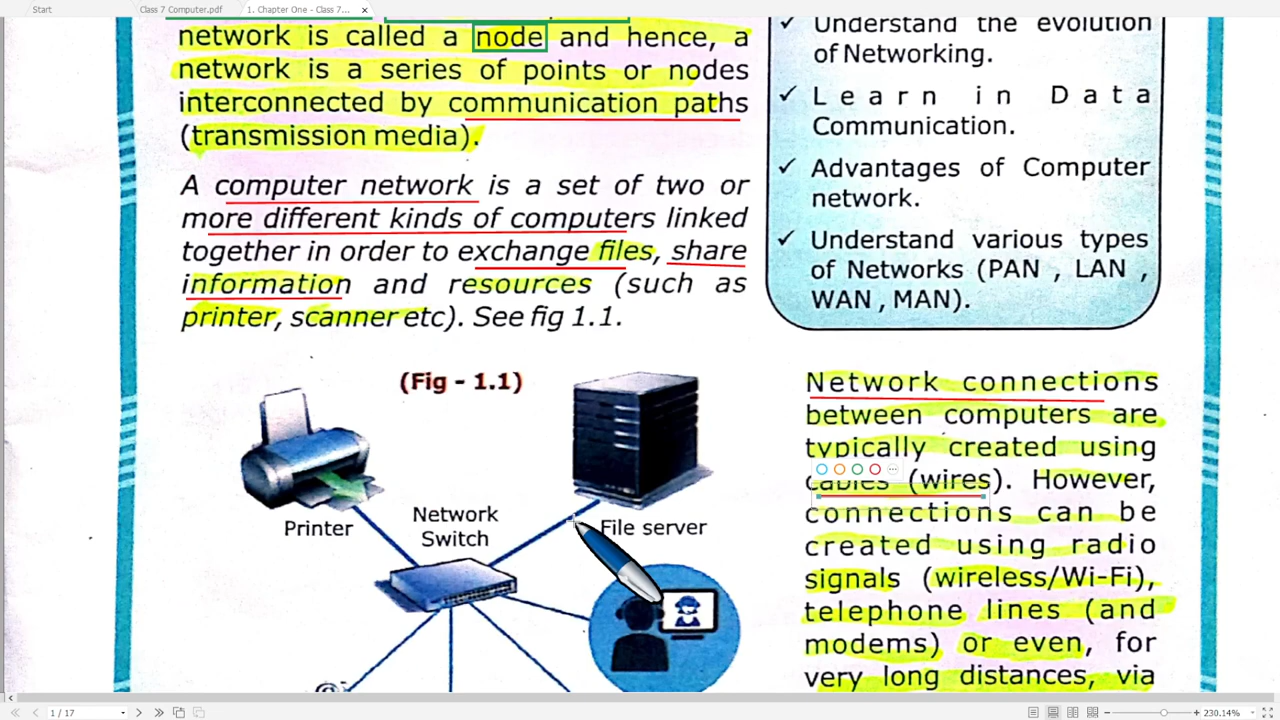 Start
Class 7 Computer.pdf
1. Chapter One - Class 7...
network is called a node and hence, a
network is a series of points or nodes
interconnected by communication paths
(transmission media).
A computer network is a set of two or
more different kinds of computers linked
together in order to exchange files, share
information and resources (such as
printer, scanner etc). See fig 1.1.
✓ Understand the evolution
of Networking.
✓ Learn in Data
Communication.
✓ Advantages of Computer
network.
✓ Understand various types
of Networks (PAN , LAN ,
WAN , MAN).
(Fig - 1.1)
Printer
Network
Switch
File server
Network connections
between computers are
typically created using
cables (wires). However,
connections can be
created using radio
signals (wireless/Wi-Fi),
telephone lines (and
modems) or even, for
very long distances, via
1 / 17
230.14%